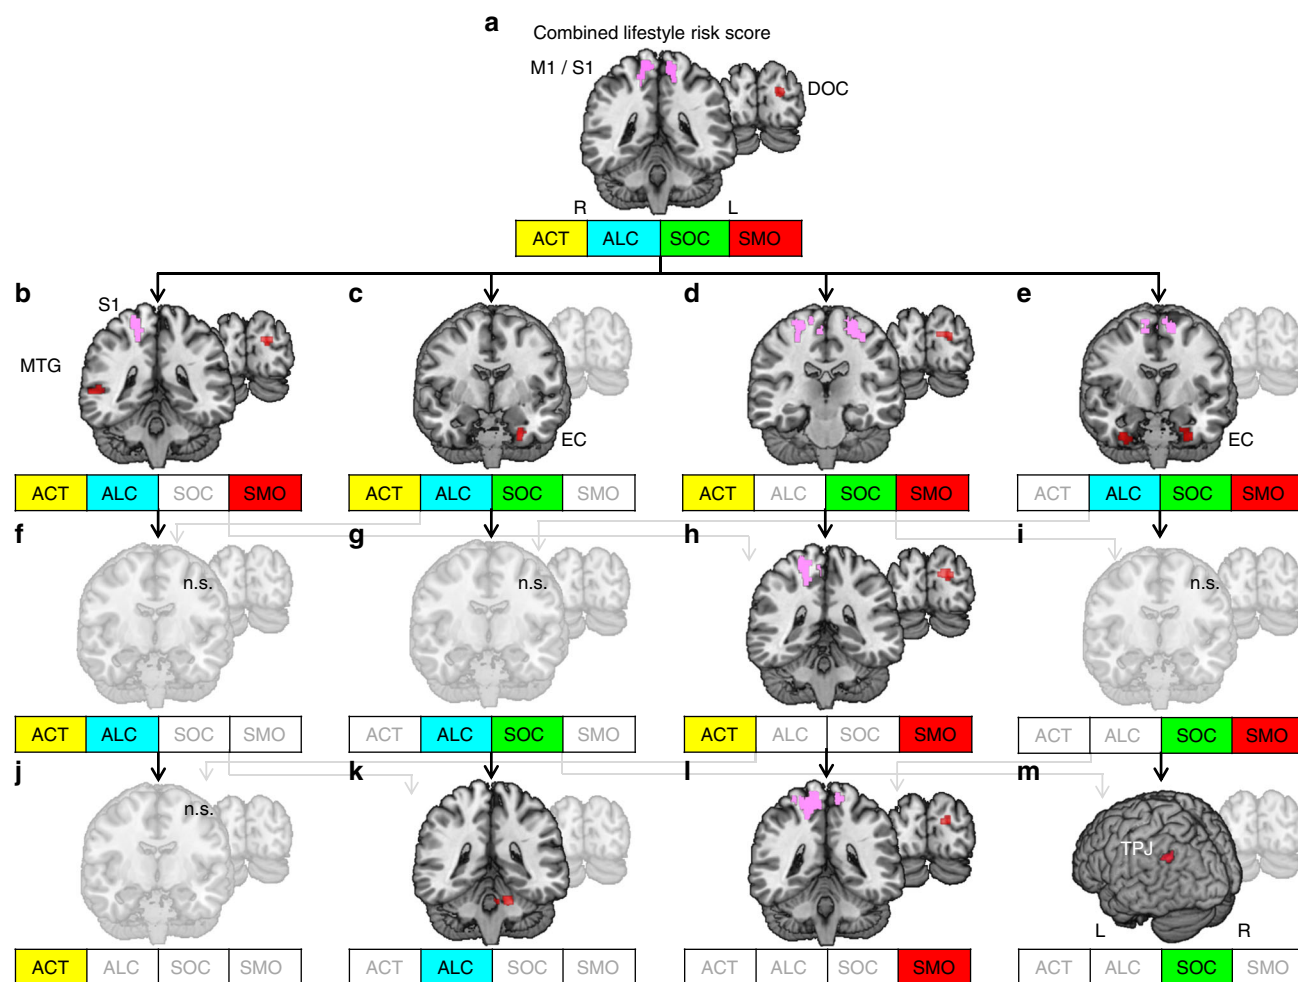 a
Combined lifestyle risk score
M1 / S1
DOC
R L
ACT ALC SOC SMO
b c d e
S1
MTG
EC
EC
ACT ALC SOC SMO
ACT ALC SOC SMO
ACT ALC SOC SMO
ACT ALC SOC SMO
f g h i
n.s.
n.s.
n.s.
ACT ALC SOC SMO
ACT ALC SOC SMO
ACT ALC SOC SMO
ACT ALC SOC SMO
j k l m
n.s.
TPJ
L R
ACT ALC SOC SMO
ACT ALC SOC SMO
ACT ALC SOC SMO
ACT ALC SOC SMO